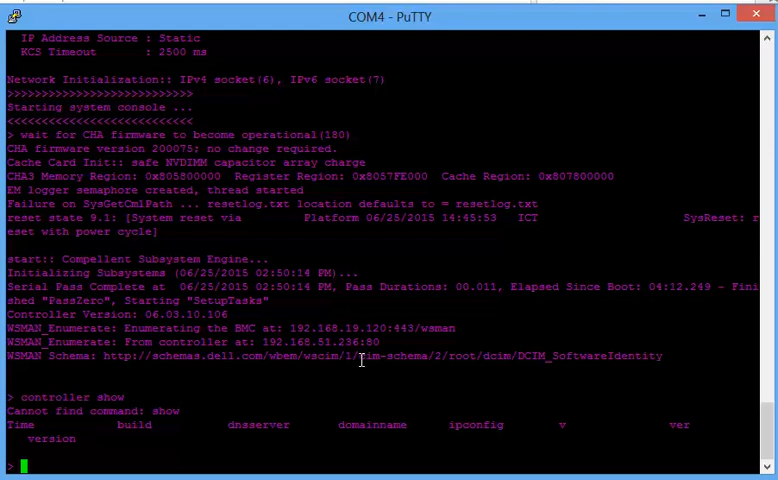 COM4 - PuTTY
IP Address Source : Static
KCS Timeout : 2500 ms
Network Initialization:: IPv4 socket(6), IPv6 socket(7)
>>>>>>>>>>>>>>>>>>>>>>>>>>>
Starting system console ...
<<<<<<<<<<<<<<<<<<<<<<<<<<<
> wait for CHA firmware to become operational(180)
CHA firmware version 200075; no change required.
Cache Card Init:: safe NVDIMM capacitor array charge
CHA3 Memory Region: 0x805800000 Register Region: 0x8057FE000 Cache Region: 0x807800000
EM logger semaphore created, thread started
Failure on SysGetCmlPath ... resetlog.txt location defaults to = resetlog.txt
reset state 9.1: [System reset via Platform 06/25/2015 14:45:53 ICT SysReset: r
eset with power cycle]
start:: Compellent Subsystem Engine...
Initializing Subsystems (06/25/2015 02:50:14 PM)...
Serial Pass Complete at 06/25/2015 02:50:14 PM, Pass Durations: 00.011, Elapsed Since Boot: 04:12.249 - Fini
shed "PassZero", Starting "SetupTasks"
Controller Version: 06.03.10.106
WSMAN_Enumerate: Enumerating the BMC at: 192.168.19.120:443/wsman
WSMAN_Enumerate: From controller at: 192.168.51.236:80
WSMAN Schema: http://schemas.dell.com/wbem/wscim/1/cim-schema/2/root/dcim/DCIM_SoftwareIdentity
> controller show
Cannot find command: show
Time build dnsserver domainname ipconfig v ver
version
>